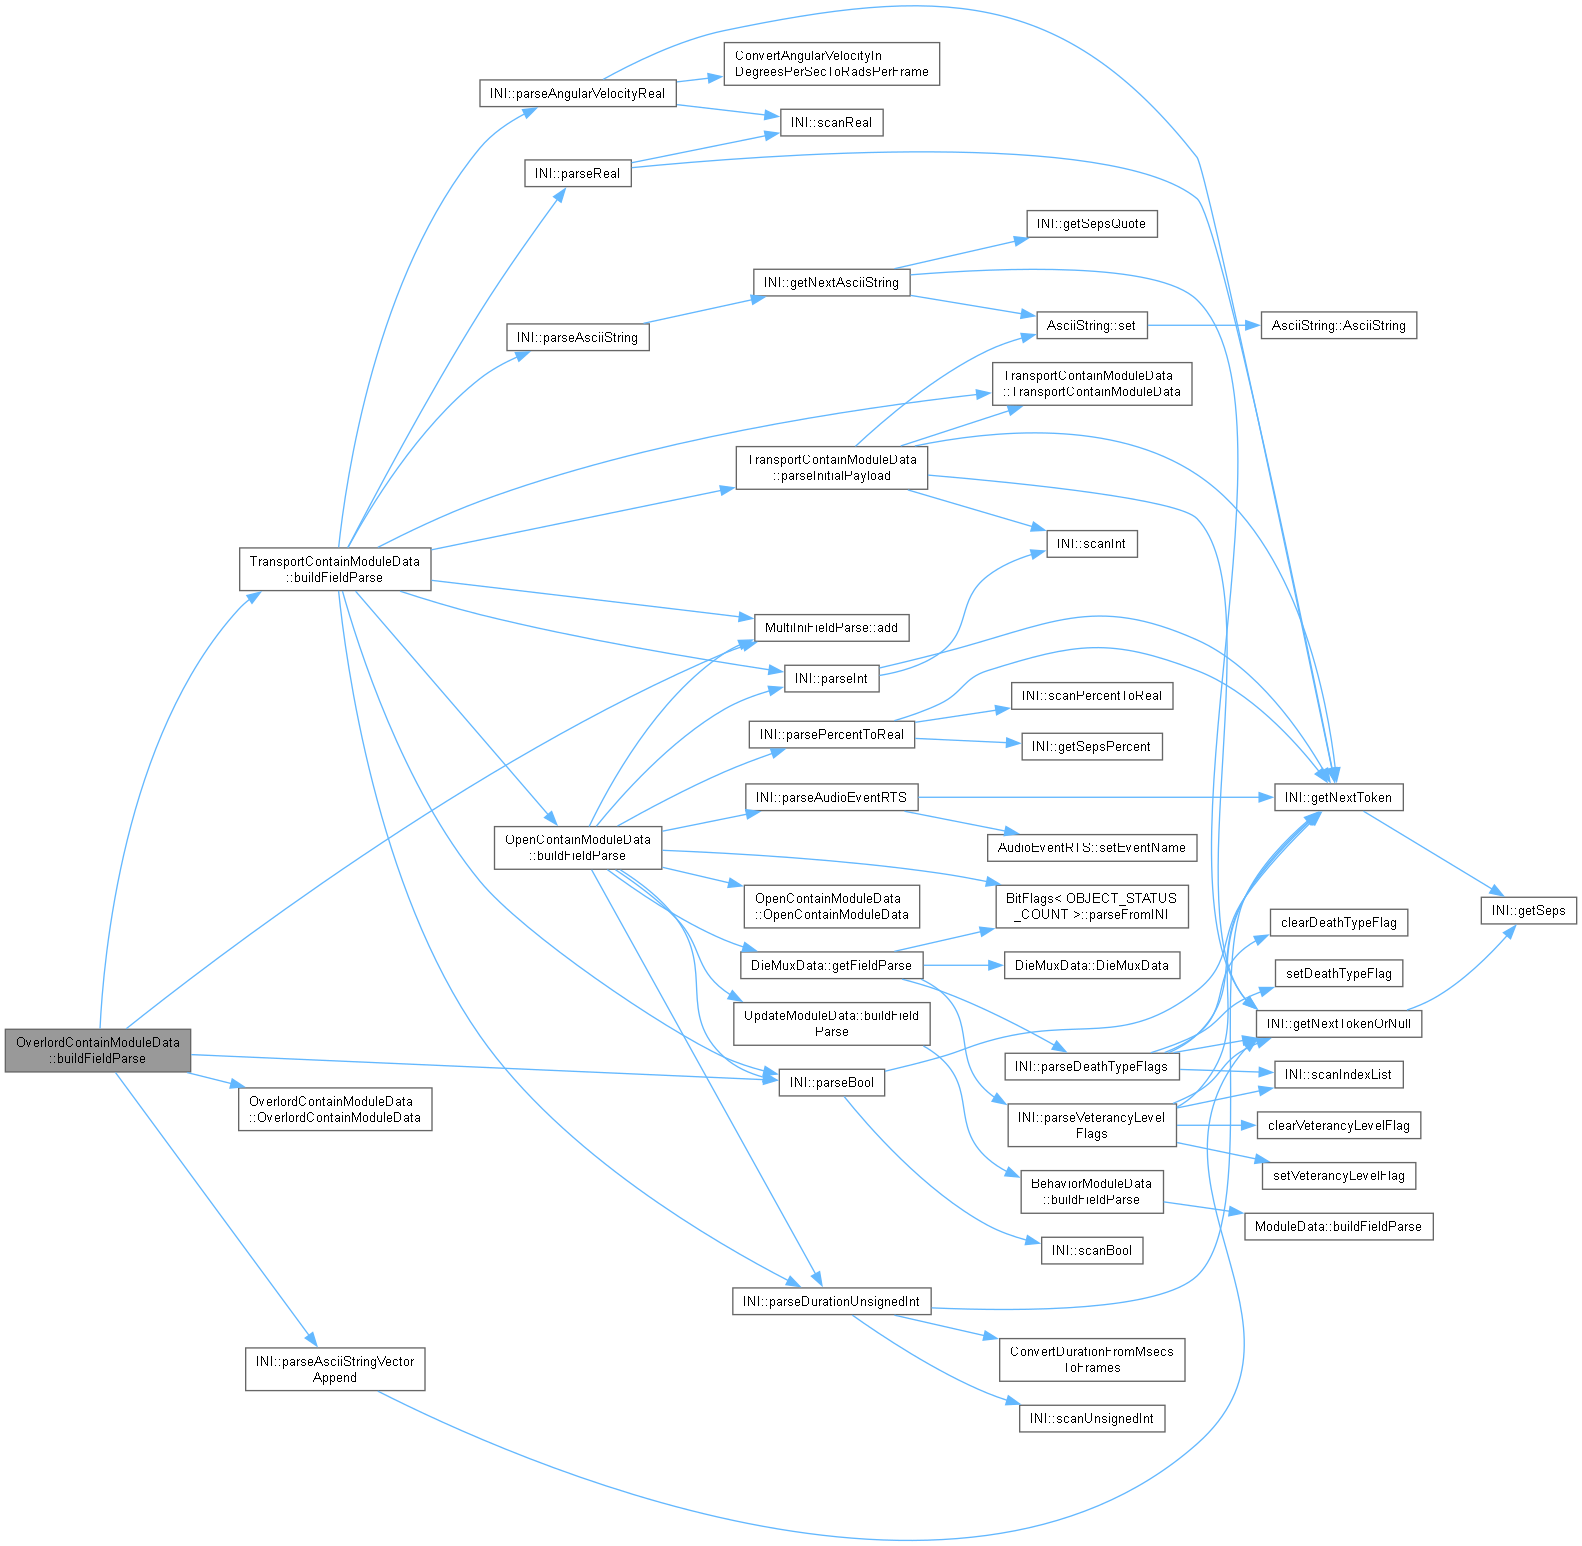 ConvertAngularVelocityIn
DegreesPerSecToRadsPerFrame
INI::parseAngularVelocityReal
INI::scanReal
INI::parseReal
INI::getSepsQuote
INI::getNextAsciiString
AsciiString::set
AsciiString::AsciiString
INI::parseAsciiString
TransportContainModuleData
::TransportContainModuleData
TransportContainModuleData
::parseInitialPayload
INI::scanInt
TransportContainModuleData
::buildFieldParse
MultiIniFieldParse::add
INI::parseInt
INI::scanPercentToReal
INI::parsePercentToReal
INI::getSepsPercent
INI::parseAudioEventRTS
INI::getNextToken
OpenContainModuleData
::buildFieldParse
AudioEventRTS::setEventName
OpenContainModuleData
::OpenContainModuleData
BitFlags< OBJECT_STATUS
_COUNT >::parseFromINI
INI::getSeps
clearDeathTypeFlag
DieMuxData::getFieldParse
DieMuxData::DieMuxData
setDeathTypeFlag
UpdateModuleData::buildField
Parse
INI::getNextTokenOrNull
OverlordContainModuleData
::buildFieldParse
INI::parseDeathTypeFlags
INI::scanIndexList
INI::parseBool
OverlordContainModuleData
::OverlordContainModuleData
INI::parseVeterancyLevel
Flags
clearVeterancyLevelFlag
setVeterancyLevelFlag
BehaviorModuleData
::buildFieldParse
ModuleData::buildFieldParse
INI::scanBool
INI::parseDurationUnsignedInt
ConvertDurationFromMsecs
ToFrames
INI::parseAsciiStringVector
Append
INI::scanUnsignedInt